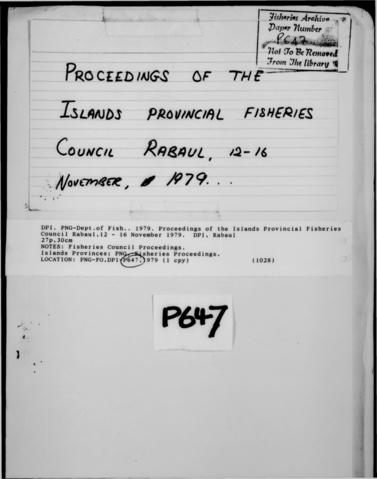 Fisheries Archive
Paper Number
P647
Not To Be Removed
From The library
PROCEEDINGS OF THE
ISLANDS PROVINCIAL FISHERIES
COUNCIL RABAUL, 12-16
NOVEMBER, 1979...
DPI. PNG-Dept.of Fish.. 1979. Proceedings of the Islands Provincial Fisheries
Council Rabaul.12 - 16 November 1979. DPI. Rabaul
27p.30cm
NOTES: Fisheries Council Proceedings.
Islands Provinces: PNG. Fisheries Proceedings.
LOCATION: PNG-FO.DPI(P647.)1979 (1 cpy) (1028)
P647